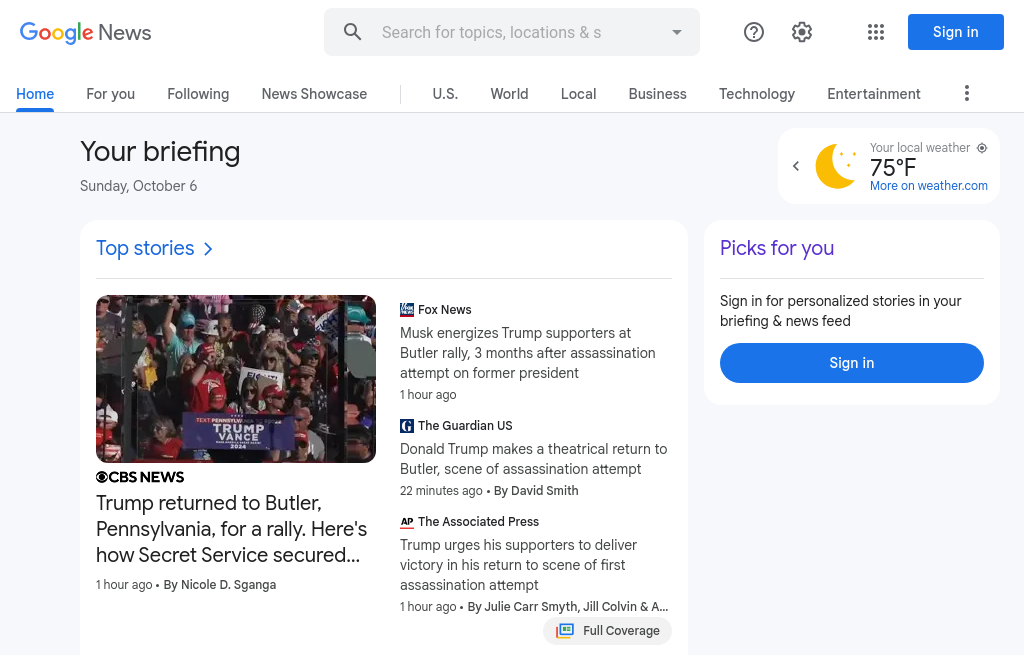 Google News
Search for topics, locations & s
Sign in
Home
For you
Following
News Showcase
U.S.
World
Local
Business
Technology
Entertainment
Your briefing
Sunday, October 6
Your local weather
75°F
More on weather.com
Top stories
FIGHT!
TEXT PENNSYLVANIA TO
TRUMP
VANCE
2024
CBS NEWS
Trump returned to Butler,
Pennsylvania, for a rally. Here's
how Secret Service secured...
1 hour ago • By Nicole D. Sganga
Fox News
Musk energizes Trump supporters at
Butler rally, 3 months after assassination
attempt on former president
1 hour ago
The Guardian US
Donald Trump makes a theatrical return to
Butler, scene of assassination attempt
22 minutes ago • By David Smith
AP The Associated Press
Trump urges his supporters to deliver
victory in his return to scene of first
assassination attempt
1 hour ago • By Julie Carr Smyth, Jill Colvin & A...
Full Coverage
Picks for you
Sign in for personalized stories in your
briefing & news feed
Sign in